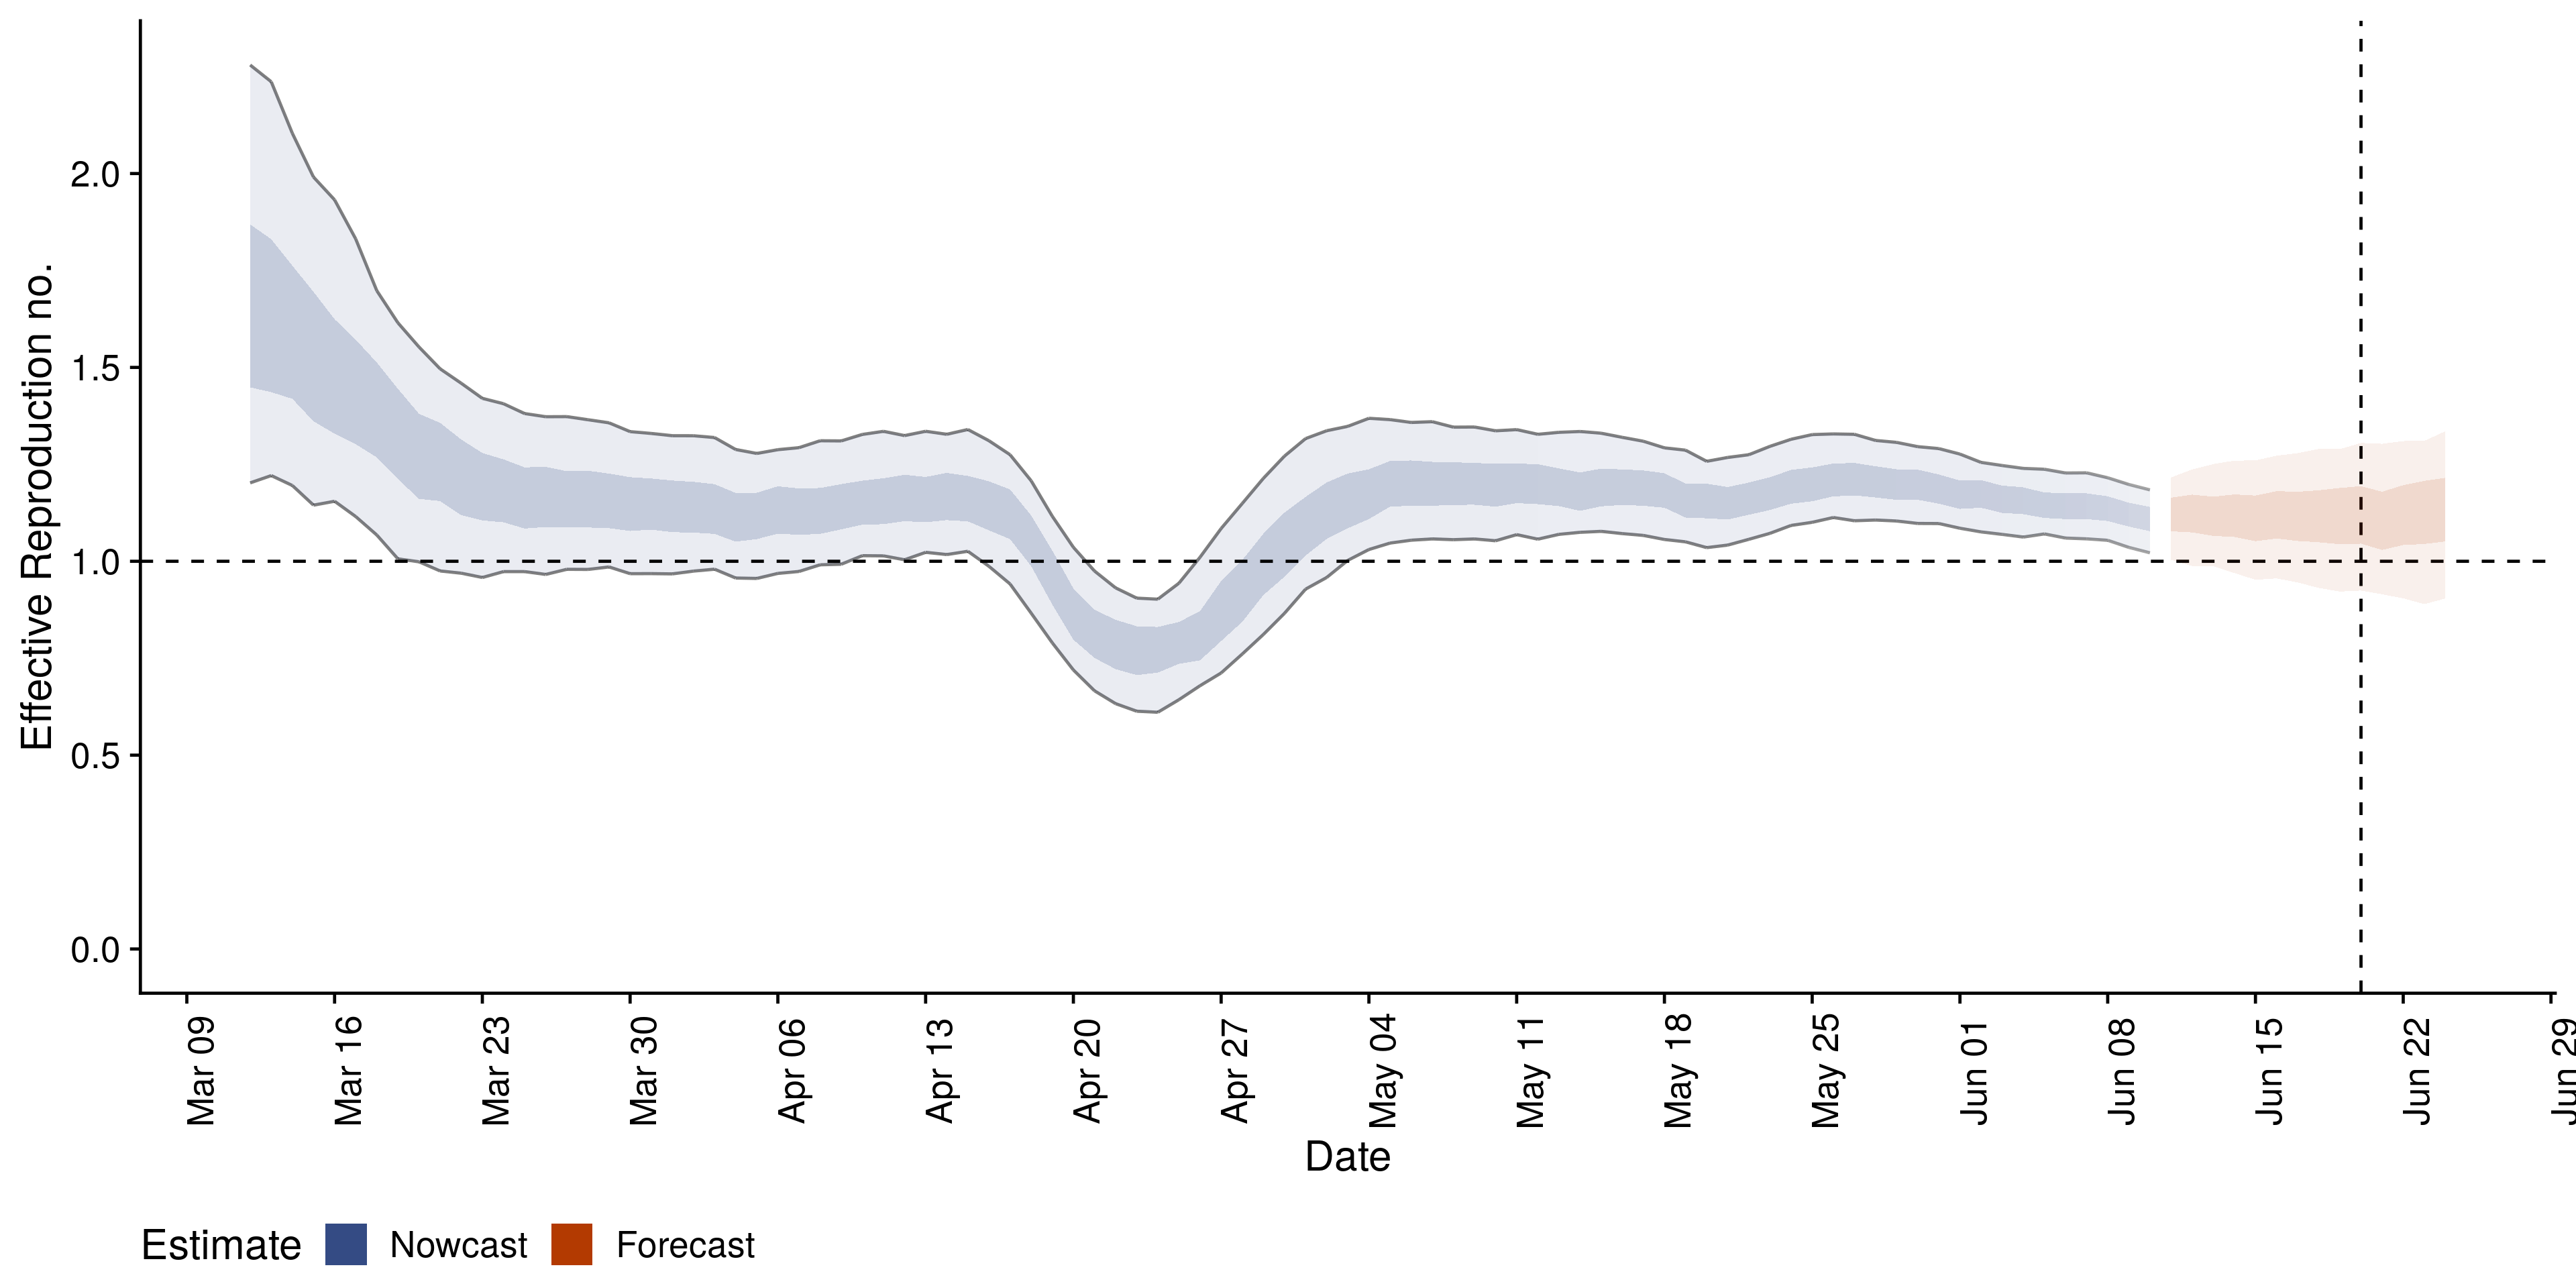 Effective Reproduction no.
2.0
1.5
1.0
0.5
0.0
Mar 09
Mar 16
Mar 23
Mar 30
Apr 06
Apr 13
Apr 20
Apr 27
May 04
May 11
May 18
May 25
Jun 01
Jun 08
Jun 15
Jun 22
Jun 29
Date
Estimate Nowcast Forecast